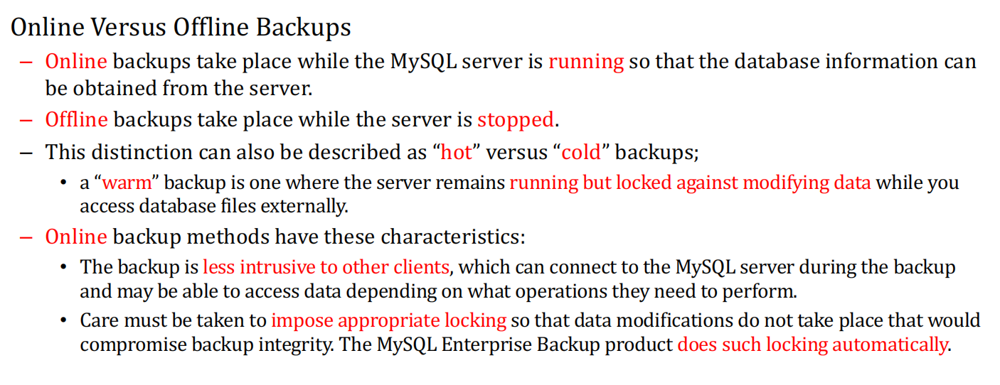 Online Versus Offline Backups
– Online backups take place while the MySQL server is running so that the database information can
be obtained from the server.
– Offline backups take place while the server is stopped.
– This distinction can also be described as “hot” versus “cold” backups;
• a “warm” backup is one where the server remains running but locked against modifying data while you
access database files externally.
– Online backup methods have these characteristics:
• The backup is less intrusive to other clients, which can connect to the MySQL server during the backup
and may be able to access data depending on what operations they need to perform.
• Care must be taken to impose appropriate locking so that data modifications do not take place that would
compromise backup integrity. The MySQL Enterprise Backup product does such locking automatically.